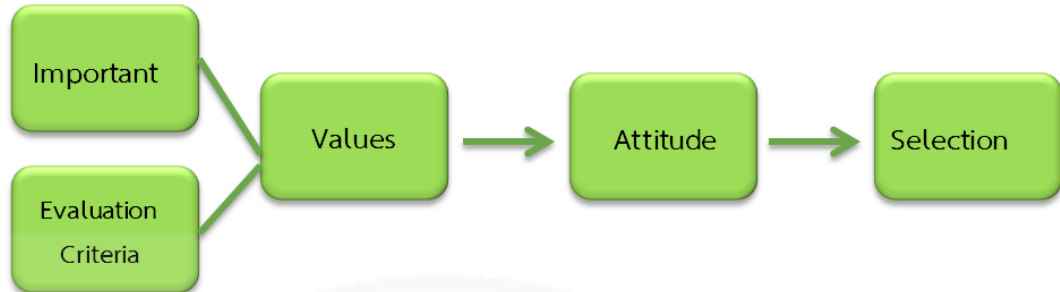 Important
Evaluation
Criteria
Values
Attitude
Selection